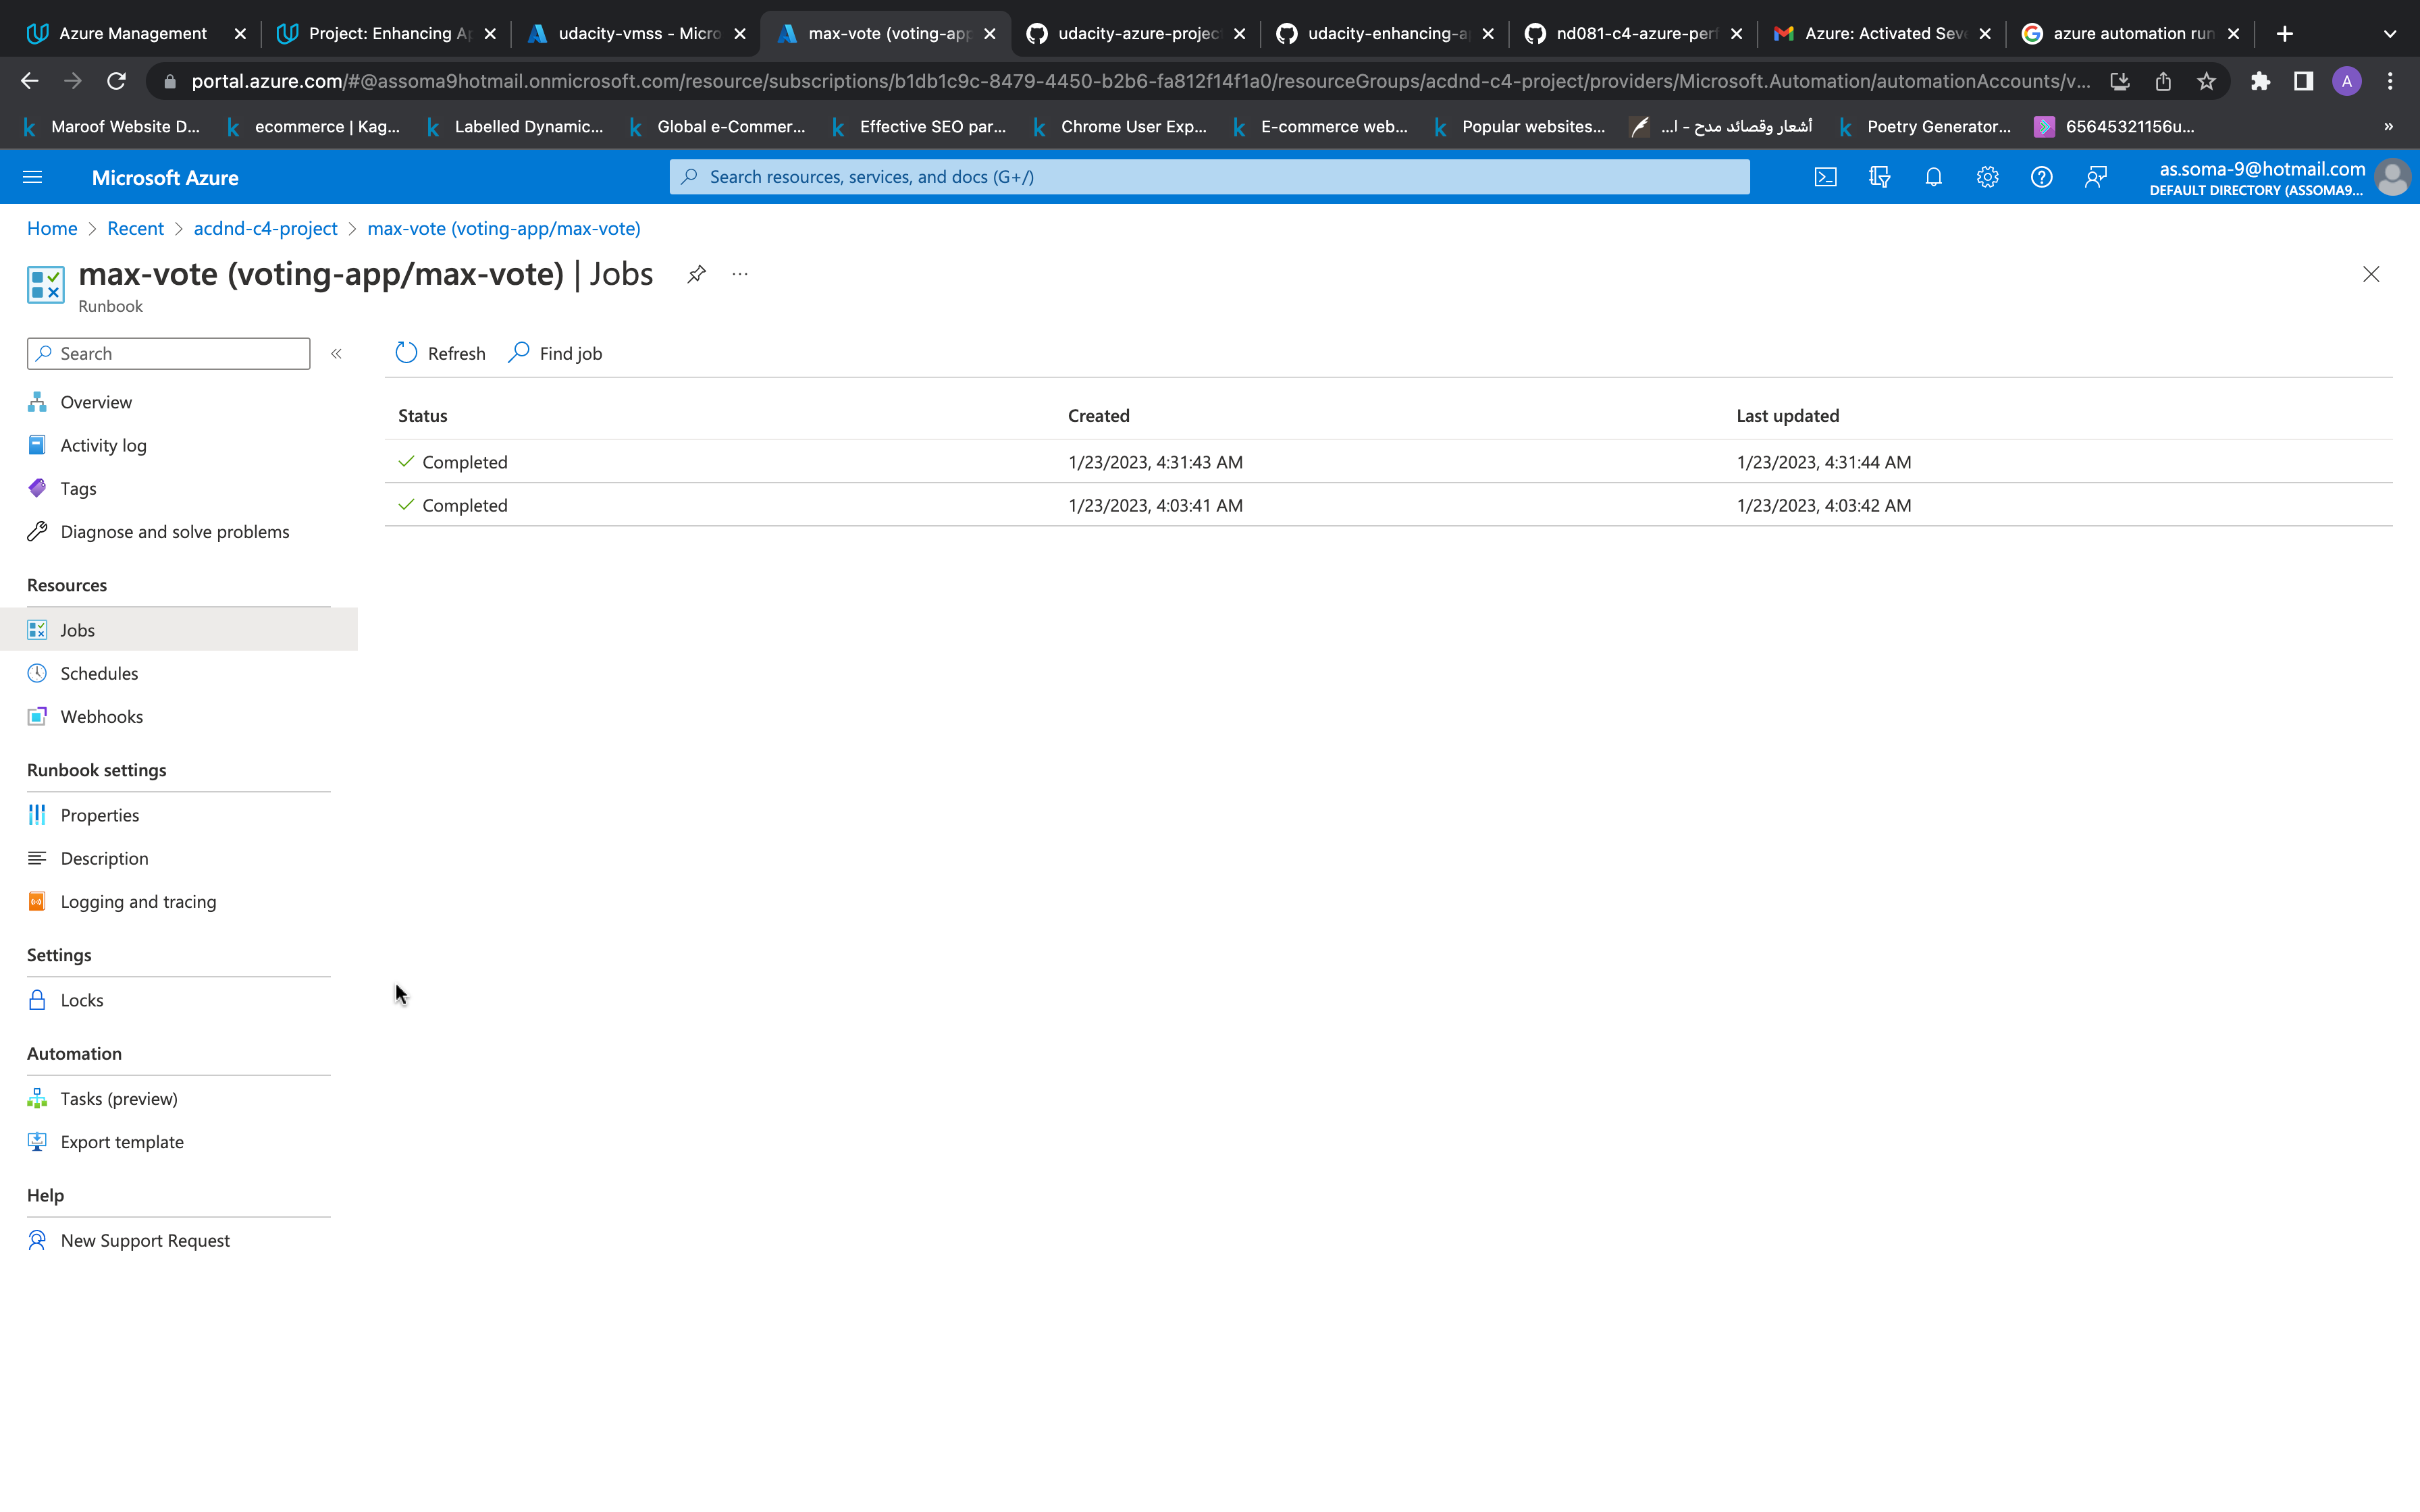 Azure Management
Project: Enhancing Ap
udacity-vmss - Micro
max-vote (voting-app
udacity-azure-projec
udacity-enhancing-a
nd081-c4-azure-perf
Azure: Activated Seve
azure automation run
portal.azure.com/#@assoma9hotmail.onmicrosoft.com/resource/subscriptions/b1db1c9c-8479-4450-b2b6-fa812f14f1a0/resourceGroups/acdnd-c4-project/providers/Microsoft.Automation/automationAccounts/v...
A
Maroof Website D...
ecommerce | Kag...
Labelled Dynamic...
Global e-Commer...
Effective SEO par...
Chrome User Exp...
E-commerce web...
Popular websites...
أشعار وقصائد مدح - ا...
Poetry Generator...
65645321156u...
Microsoft Azure
Search resources, services, and docs (G+/)
as.soma-9@hotmail.com
DEFAULT DIRECTORY (ASSOMA9...
Home > Recent > acdnd-c4-project > max-vote (voting-app/max-vote)
max-vote (voting-app/max-vote) | Jobs
Runbook
Search
Refresh
Find job
Status Created Last updated
Completed 1/23/2023, 4:31:43 AM 1/23/2023, 4:31:44 AM
Completed 1/23/2023, 4:03:41 AM 1/23/2023, 4:03:42 AM
Overview
Activity log
Tags
Diagnose and solve problems
Resources
Jobs
Schedules
Webhooks
Runbook settings
Properties
Description
Logging and tracing
Settings
Locks
Automation
Tasks (preview)
Export template
Help
New Support Request